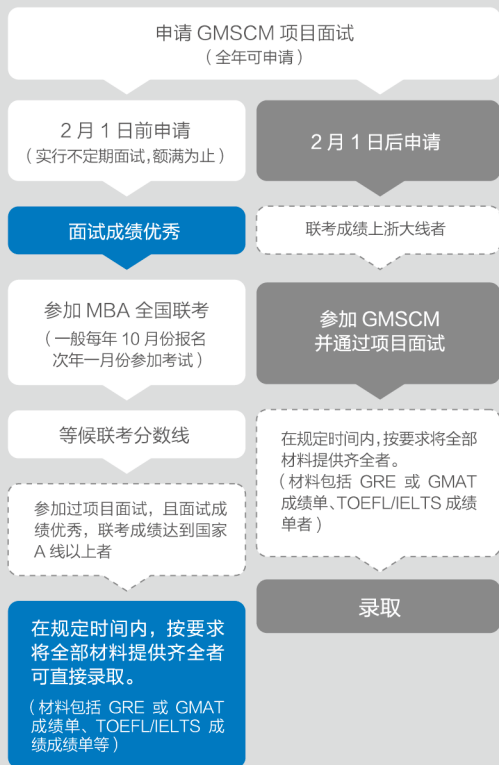 申请 GMSCM 项目面试
（全年可申请）
2 月 1 日前申请
（实行不定期面试,额满为止）
面试成绩优秀
参加 MBA 全国联考
（一般每年 10 月份报名
次年一月份参加考试）
等候联考分数线
参加过项目面试，且面试成
绩优秀，联考成绩达到国家
A 线以上者
在规定时间内，按要求
将全部材料提供齐全者
可直接录取。
（材料包括 GRE 或 GMAT
成绩单、TOEFL/IELTS 成
绩成绩单等）
2 月 1 日后申请
联考成绩上浙大线者
参加 GMSCM
并通过项目面试
在规定时间内,按要求将全部
材料提供齐全者。
（材料包括 GRE 或 GMAT
成绩单、TOEFL/IELTS 成绩
单者）
录取